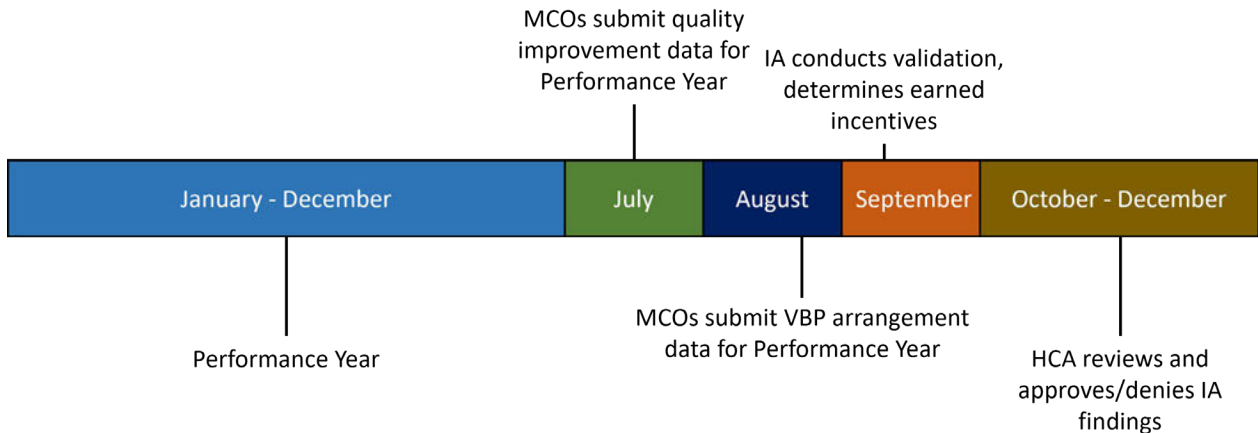 MCOs submit quality
improvement data for
Performance Year
IA conducts validation,
determines earned
incentives
January - December
July
August
September
October - December
Performance Year
MCOs submit VBP arrangement
data for Performance Year
HCA reviews and
approves/denies IA
findings